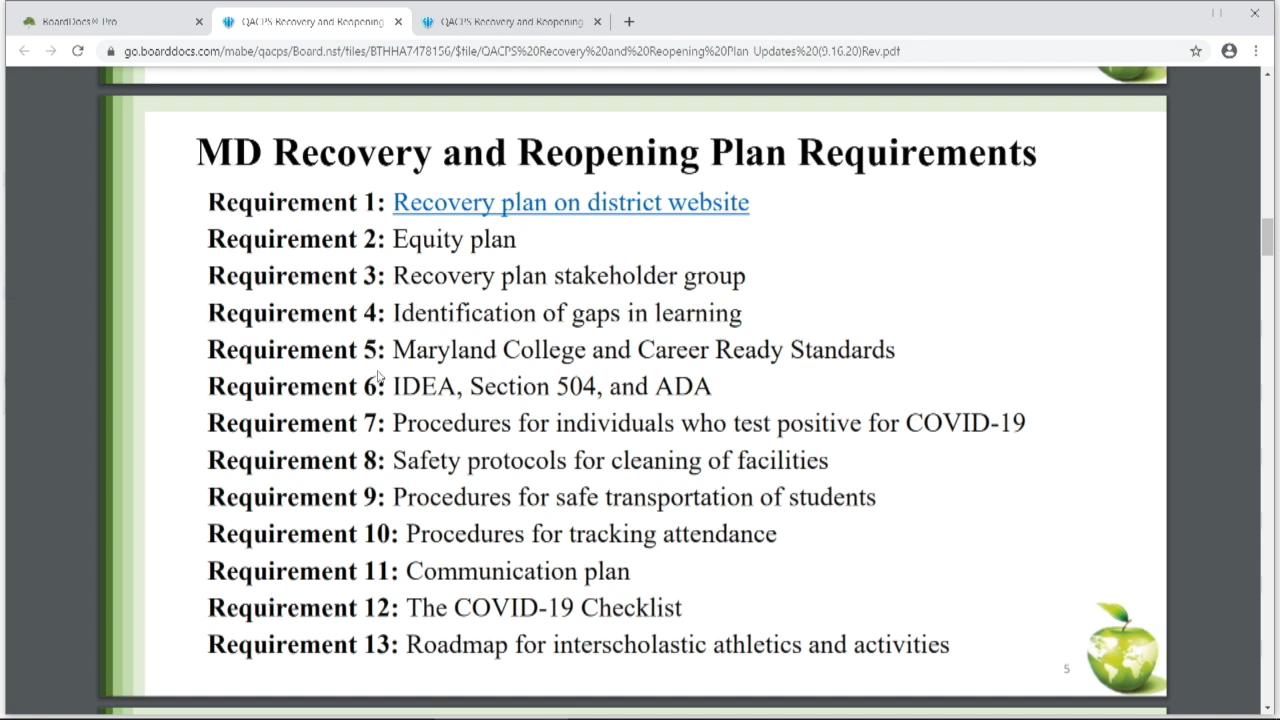 BoardDocs® Pro
QACPS Recovery and Reopening
QACPS Recovery and Reopening
go.boarddocs.com/mabe/qacps/Board.nsf/files/BTHHA7478156/$file/QACPS%20Recovery%20and%20Reopening%20Plan Updates%20(9.16.20)Rev.pdf
MD Recovery and Reopening Plan Requirements
Requirement 1: Recovery plan on district website
Requirement 2: Equity plan
Requirement 3: Recovery plan stakeholder group
Requirement 4: Identification of gaps in learning
Requirement 5: Maryland College and Career Ready Standards
Requirement 6: IDEA, Section 504, and ADA
Requirement 7: Procedures for individuals who test positive for COVID-19
Requirement 8: Safety protocols for cleaning of facilities
Requirement 9: Procedures for safe transportation of students
Requirement 10: Procedures for tracking attendance
Requirement 11: Communication plan
Requirement 12: The COVID-19 Checklist
Requirement 13: Roadmap for interscholastic athletics and activities
5